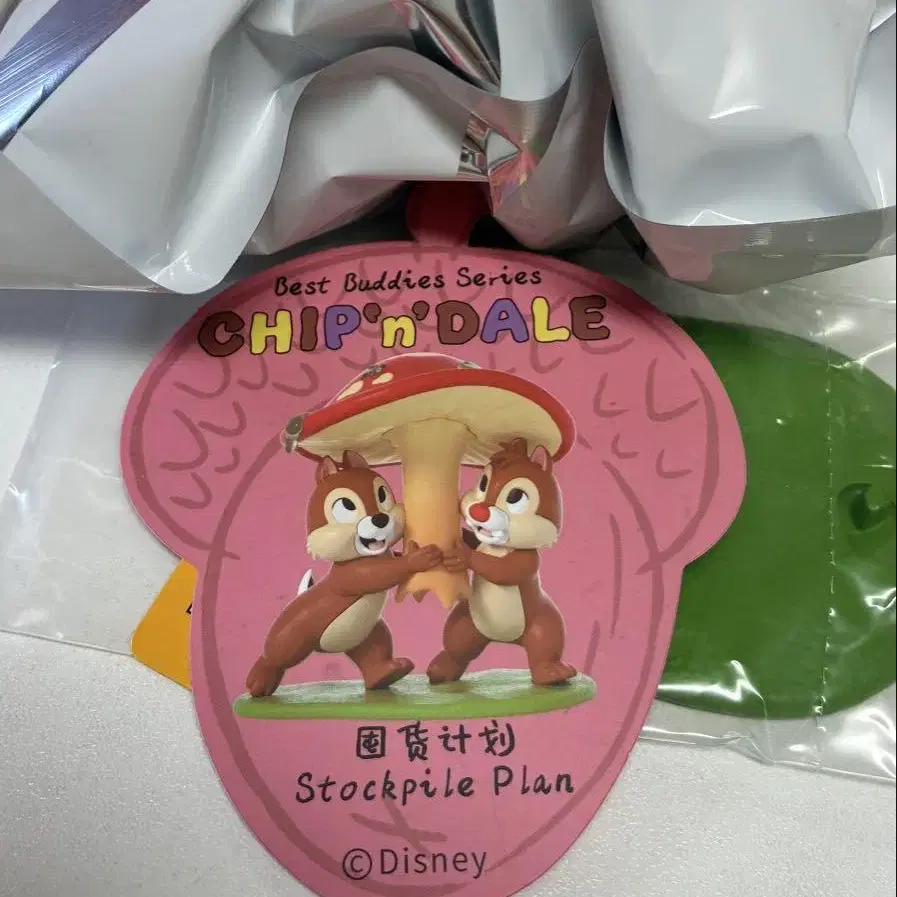 Best Buddies Series
CHIP'n'DALE
囤货计划
Stockpile Plan
©Disney